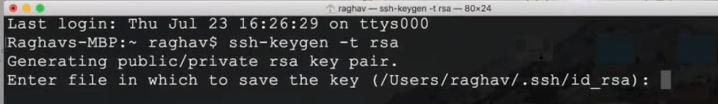 raghav — ssh-keygen -t rsa — 80×24
Last login: Thu Jul 23 16:26:29 on ttys000
Raghavs-MBP:~ raghav$ ssh-keygen -t rsa
Generating public/private rsa key pair.
Enter file in which to save the key (/Users/raghav/.ssh/id_rsa):